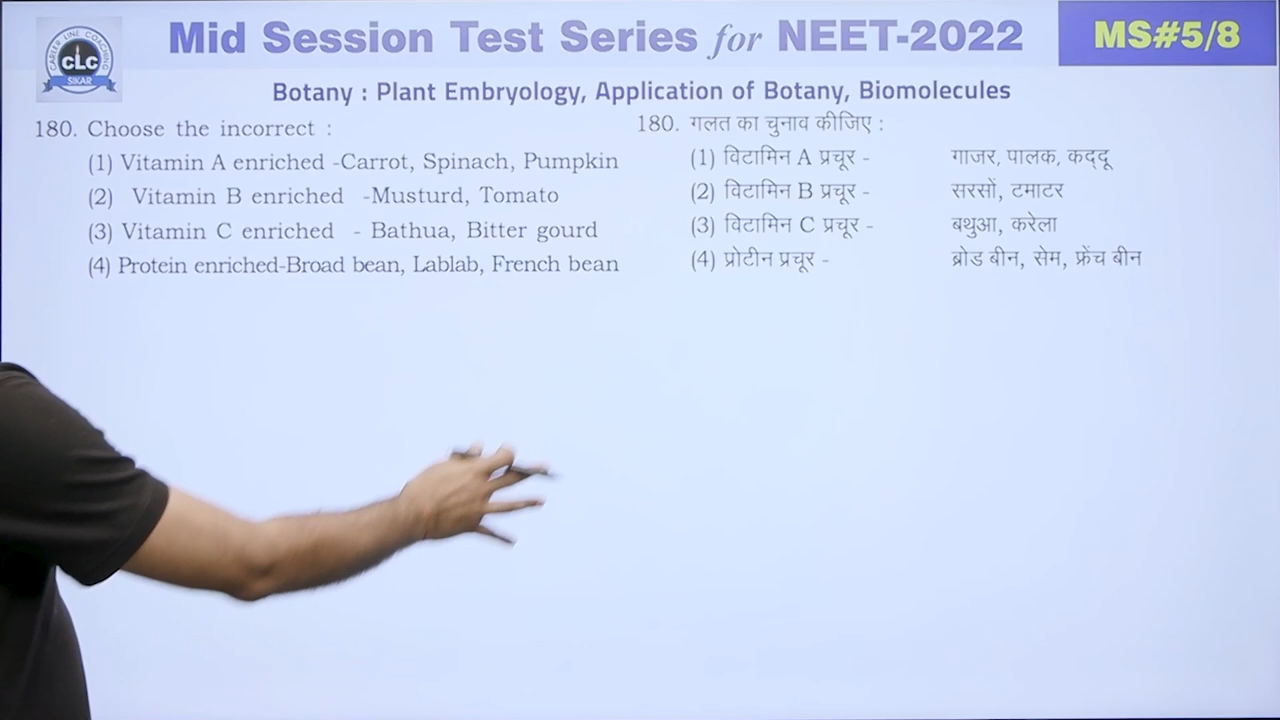 Mid Session Test Series for NEET-2022
MS#5/8
CAREER LINE COACHING
CLC
SIKAR
Botany : Plant Embryology, Application of Botany, Biomolecules
180. Choose the incorrect :
(1) Vitamin A enriched -Carrot, Spinach, Pumpkin
(2) Vitamin B enriched -Musturd, Tomato
(3) Vitamin C enriched - Bathua, Bitter gourd
(4) Protein enriched-Broad bean, Lablab, French bean
180. गलत का चुनाव कीजिए :
(1) विटामिन A प्रचूर - गाजर, पालक, कद्दू
(2) विटामिन B प्रचूर - सरसों, टमाटर
(3) विटामिन C प्रचूर - बथुआ, करेला
(4) प्रोटीन प्रचूर - ब्रोड बीन, सेम, फ्रेंच बीन